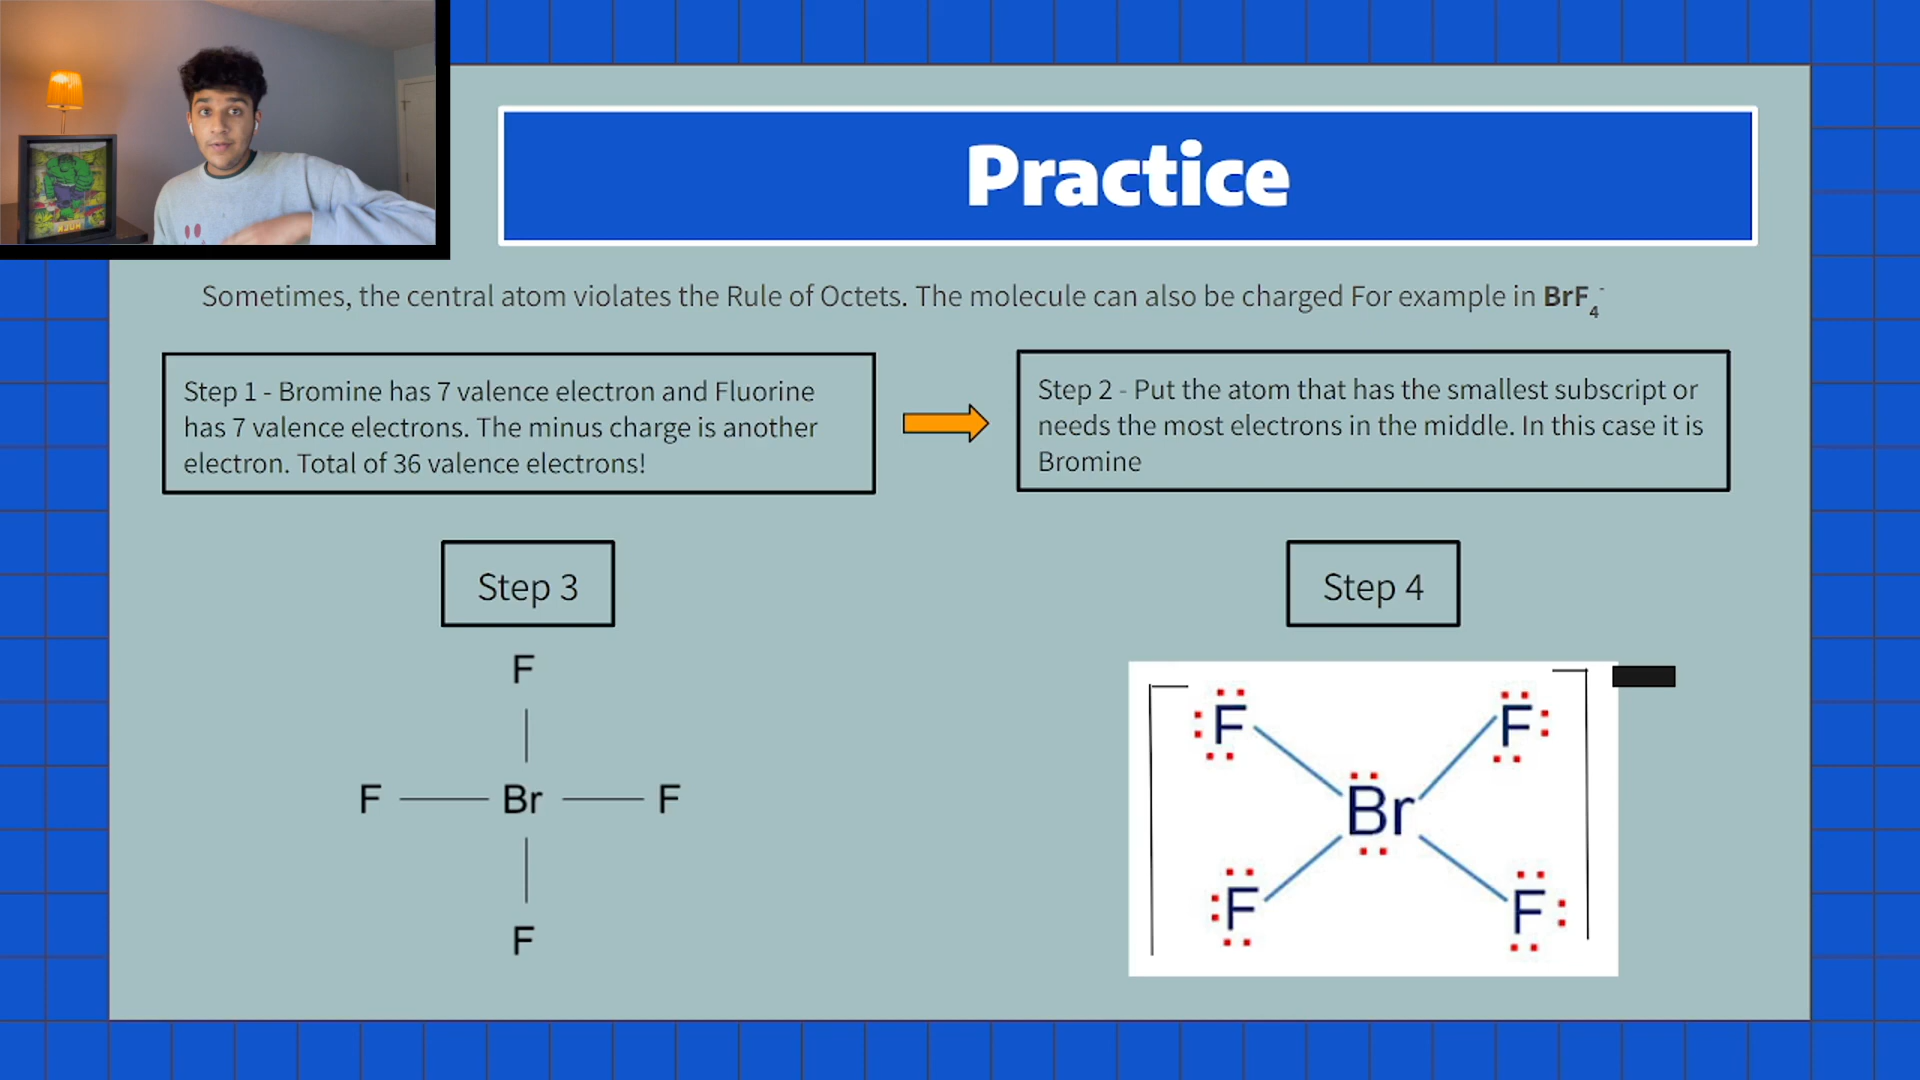 Practice
Sometimes, the central atom violates the Rule of Octets. The molecule can also be charged For example in BrF4-
Step 1 - Bromine has 7 valence electron and Fluorine
has 7 valence electrons. The minus charge is another
electron. Total of 36 valence electrons!
Step 2 - Put the atom that has the smallest subscript or
needs the most electrons in the middle. In this case it is
Bromine
Step 3
F
F Br F
F
Step 4
F F
Br
F F